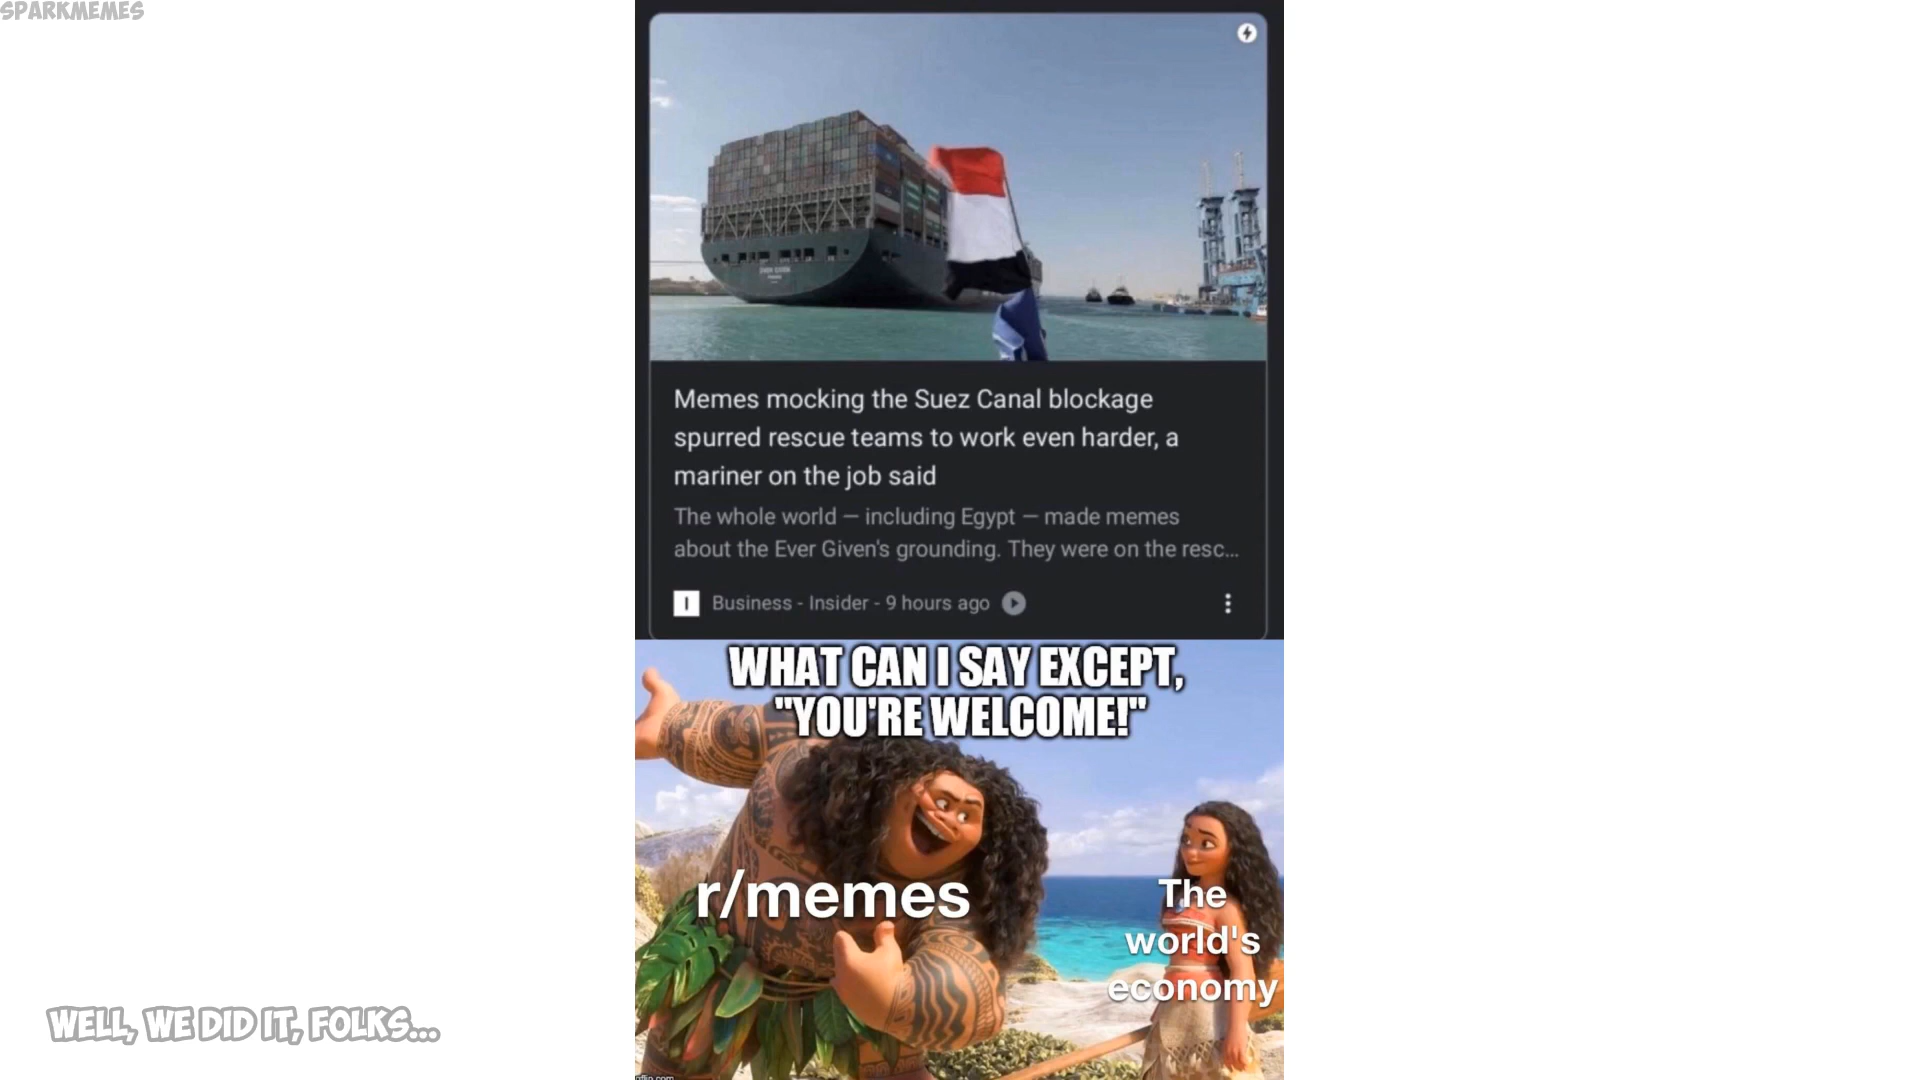 SPARKMEMES
Memes mocking the Suez Canal blockage
spurred rescue teams to work even harder, a
mariner on the job said
The whole world — including Egypt — made memes
about the Ever Given's grounding. They were on the resc...
I Business - Insider - 9 hours ago
WHAT CAN I SAY EXCEPT,
"YOU'RE WELCOME!"
r/memes
The
world's
economy
WELL, WE DID IT, FOLKS...